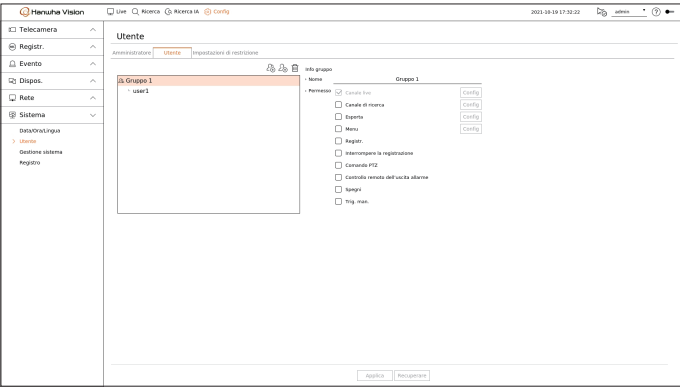 Hanwha Vision
Live Ricerca Ricerca IA Config
2021-10-19 17:32:22 admin ?
Telecamera
Registr.
Evento
Dispos.
Rete
Sistema
Data/Ora/Lingua
> Utente
Gestione sistema
Registro
Utente
Amministratore Utente Impostazioni di restrizione
Gruppo 1
user1
Info gruppo
• Nome Gruppo 1
• Permesso Canale live Config
Canale di ricerca Config
Esporta Config
Menu Config
Registr.
Interrompere la registrazione
Comando PTZ
Controllo remoto dell'uscita allarme
Spegni
Trig. man.
Applica Recuperare